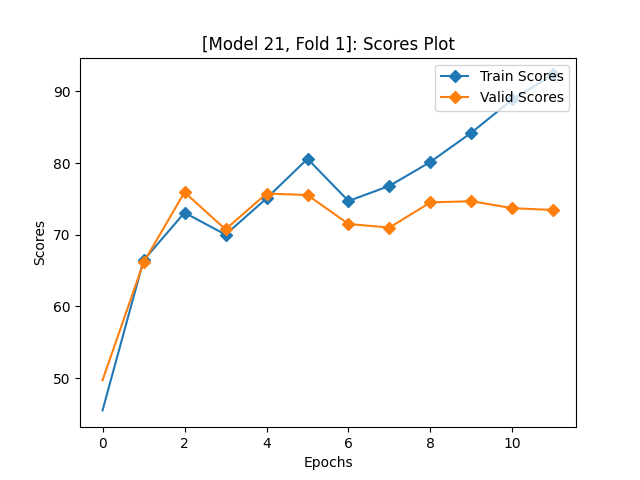 [Model 21, Fold 1]: Scores Plot
Train Scores
Valid Scores
90
80
70
60
50
Scores
0 2 4 6 8 10
Epochs